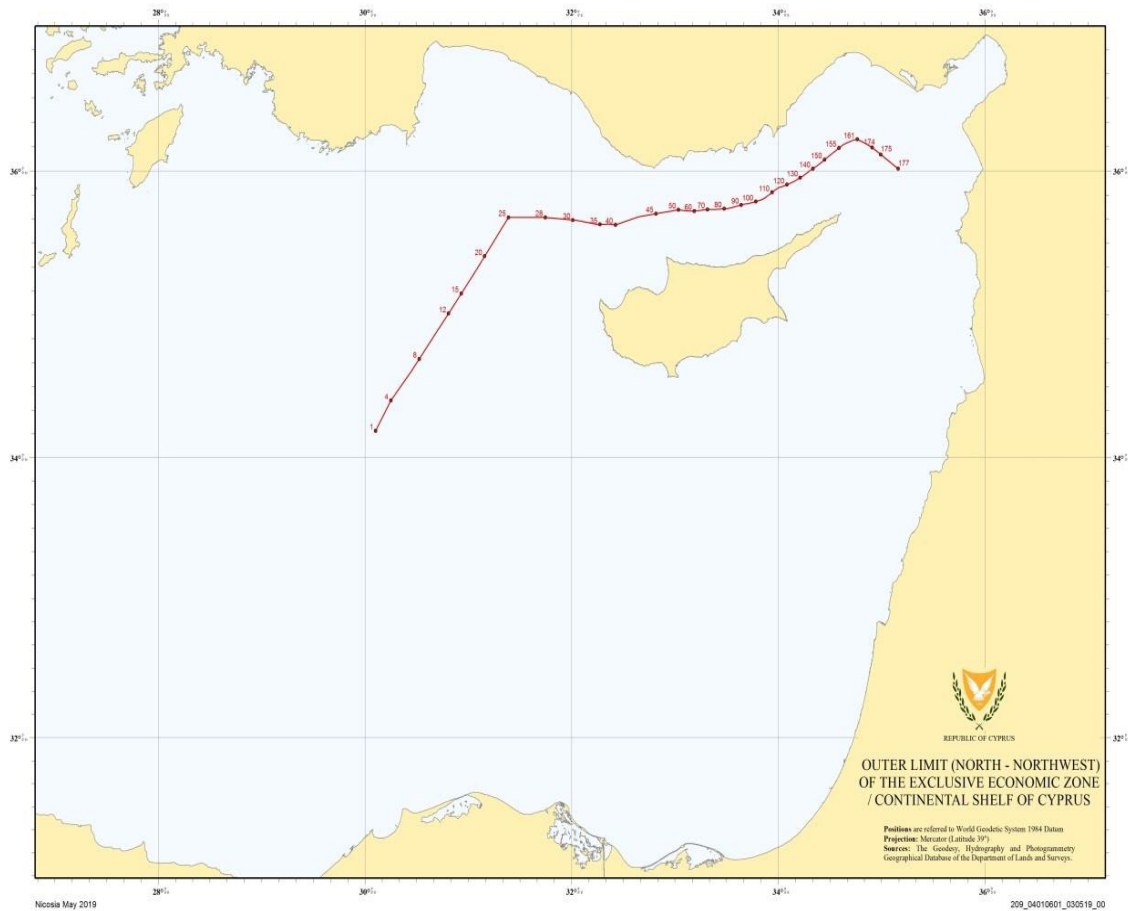 28° 30° 32° 34° 36°
161
155 174
150 175
140 177
130
120
110
100
90
80
70
60
50
45
40
35
30
28
25
20
15
12
8
4
1
36° 36°
34° 34°
32° 32°
REPUBLIC OF CYPRUS
OUTER LIMIT (NORTH - NORTHWEST)
OF THE EXCLUSIVE ECONOMIC ZONE
/ CONTINENTAL SHELF OF CYPRUS
Positions are referred to World Geodetic System 1984 Datum
Projection: Mercator (Latitude 39°)
Sources: The Geodesy, Hydrography and Photogrammetry
Geographical Database of the Department of Lands and Surveys.
28° 30° 32° 34° 36°
Nicosia May 2019
209_04010601_030519_00